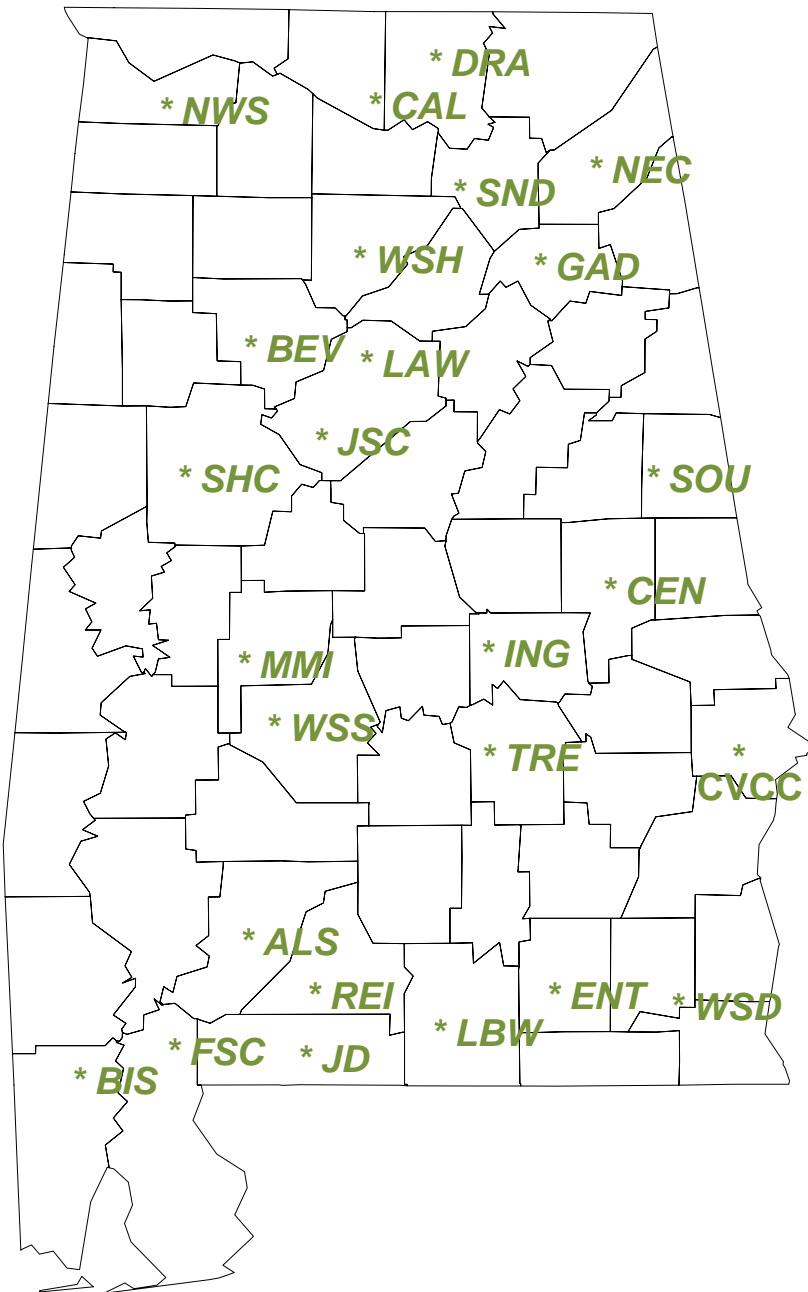 * DRA
* NWS
* CAL
* NEC
* SND
* WSH
* GAD
* BEV
* LAW
* JSC
* SHC
* SOU
* CEN
* MMI
* ING
* WSS
* TRE
*
CVCC
* ALS
* REI
* ENT
* WSD
* LBW
* FSC
* JD
* BIS